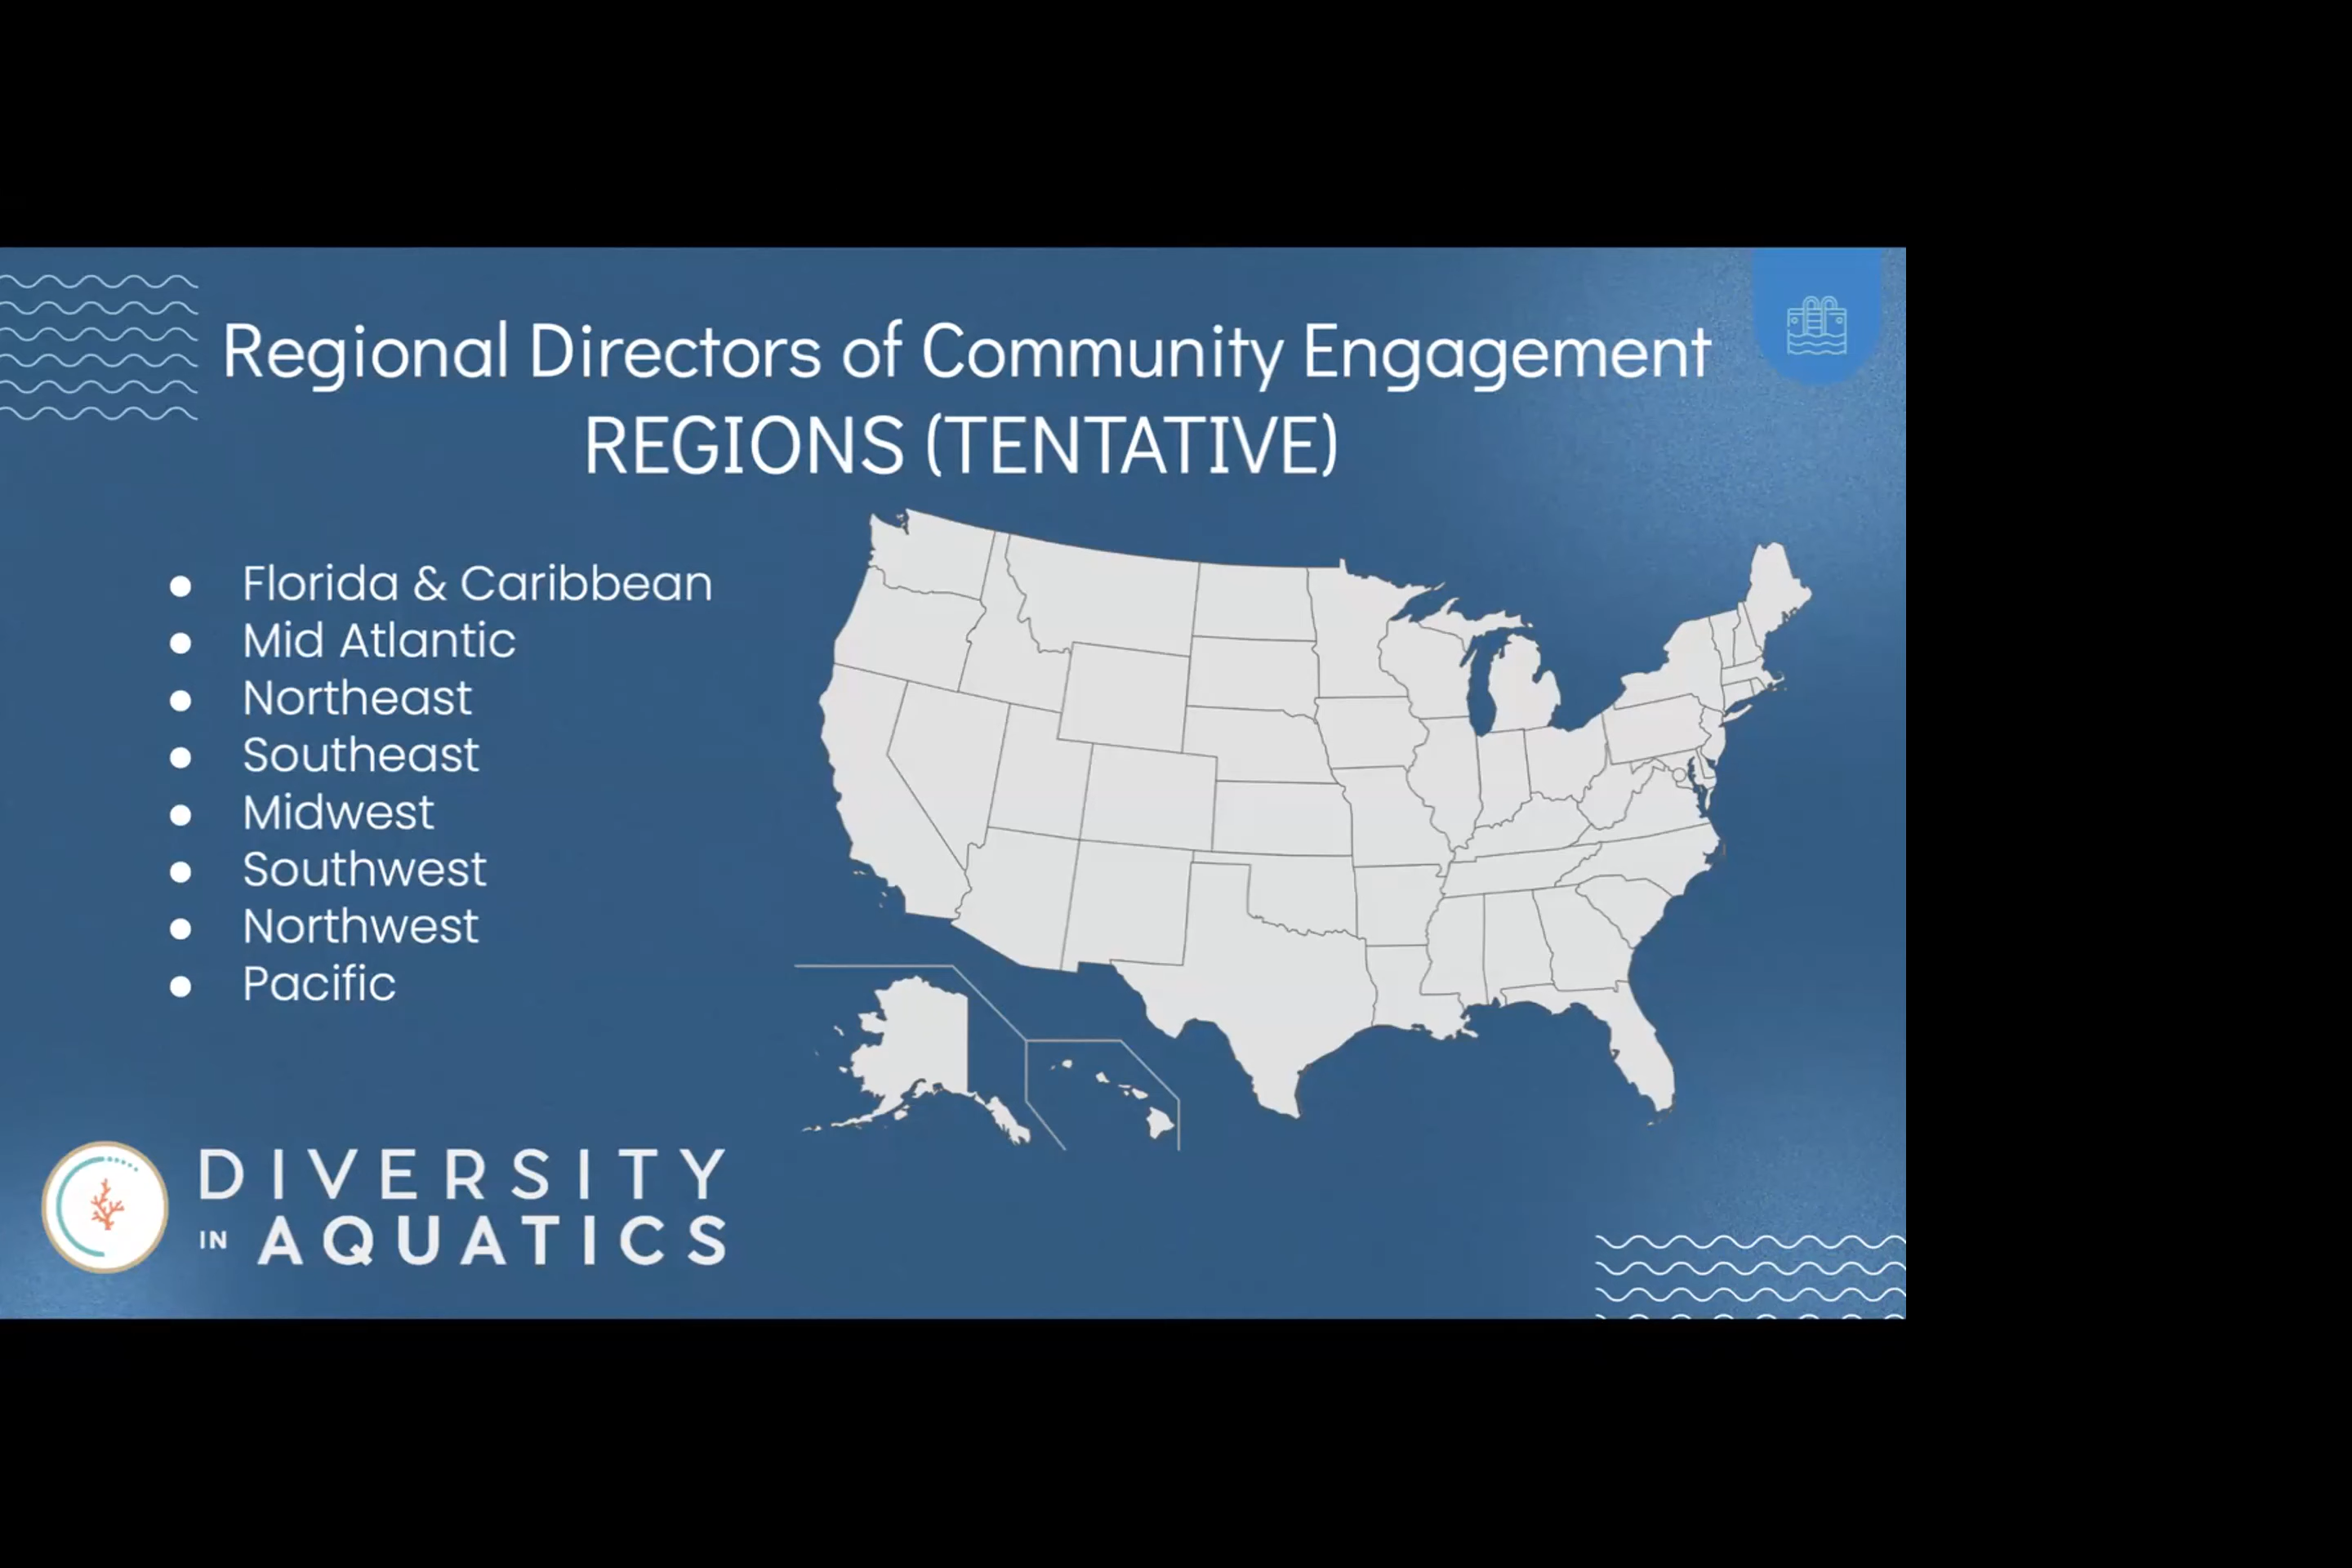 Regional Directors of Community Engagement
REGIONS (TENTATIVE)
● Florida & Caribbean
● Mid Atlantic
● Northeast
● Southeast
● Midwest
● Southwest
● Northwest
● Pacific
DIVERSITY
IN AQUATICS